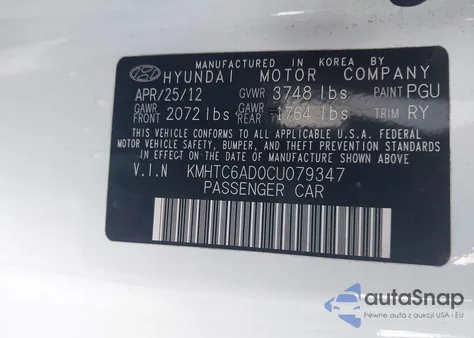 MANUFACTURED IN KOREA BY
HYUNDAI MOTOR COMPANY
APR/25/12 GVWR 3748 lbs PAINT PGU
GAWR FRONT 2072 lbs GAWR REAR 1764 lbs TRIM RY
THIS VEHICLE CONFORMS TO ALL APPLICABLE U.S.A. FEDERAL
MOTOR VEHICLE SAFETY, BUMPER, AND THEFT PREVENTION
STANDARDS IN EFFECT ON THE DATE OF MANUFACTURE SHOWN ABOVE.
V.I.N KMHTC6AD0CU079347
PASSENGER CAR
autoSnap
Pewne auta z aukcji USA i EU